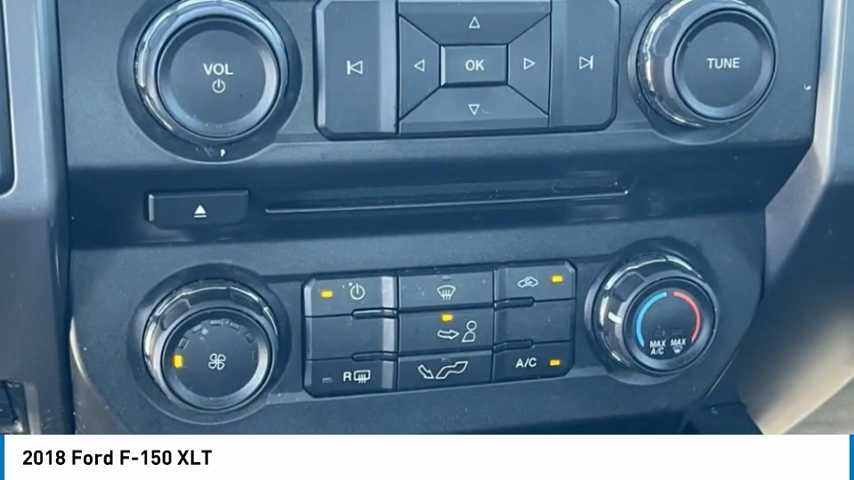 VOL
OK
TUNE
R
A/C
MAX A/C
MAX
2018 Ford F-150 XLT